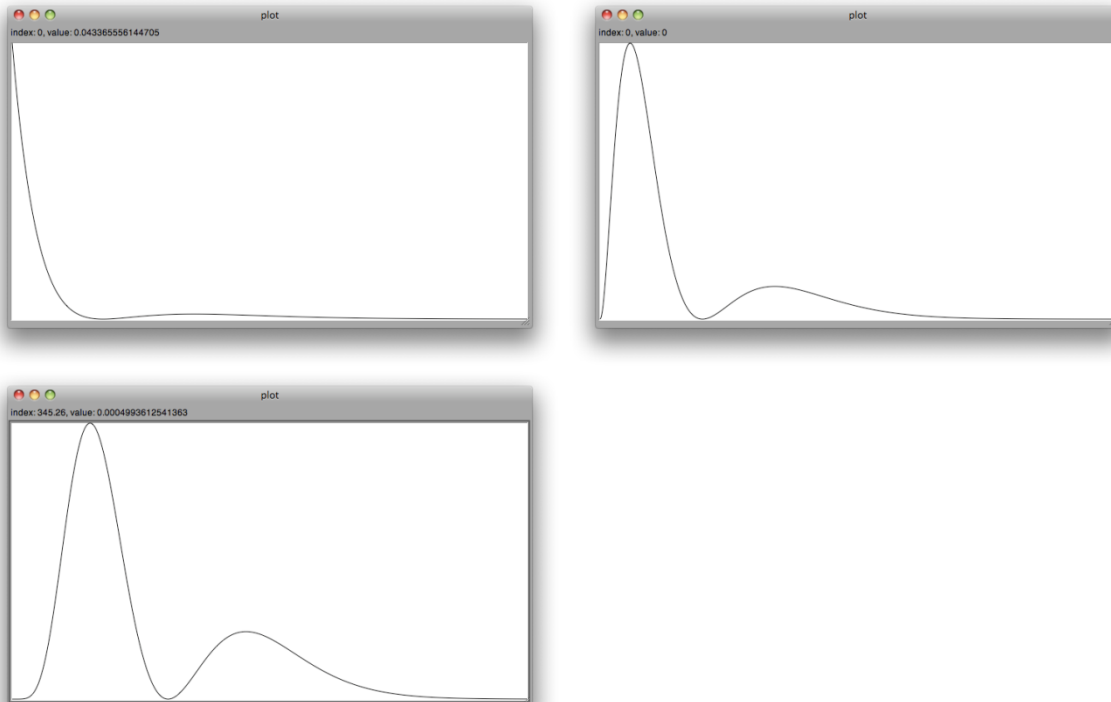 plot
index: 0, value: 0.043365556144705
plot
index: 0, value: 0
plot
index: 345.26, value: 0.0004993612541363